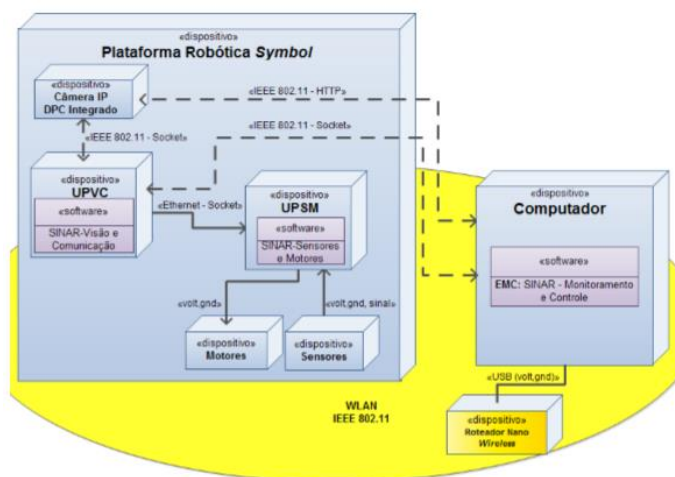 «dispositivo»
Plataforma Robótica Symbol
«dispositivo»
Câmera IP
DPC Integrado
«IEEE 802.11 - HTTP»
«IEEE 802.11 - Socket»
«IEEE 802.11 - Socket»
«dispositivo»
UPVC
«software»
SINAR-Visão e
Comunicação
«Ethernet - Socket»
«dispositivo»
UPSM
«software»
SINAR-Sensores
e Motores
«volt,gnd»
«volt,gnd, sinal»
«dispositivo»
Motores
«dispositivo»
Sensores
«dispositivo»
Computador
«software»
EMC: SINAR - Monitoramento
e Controle
«USB (volt,gnd)»
WLAN
IEEE 802.11
«dispositivo»
Roteador Nano
Wireless